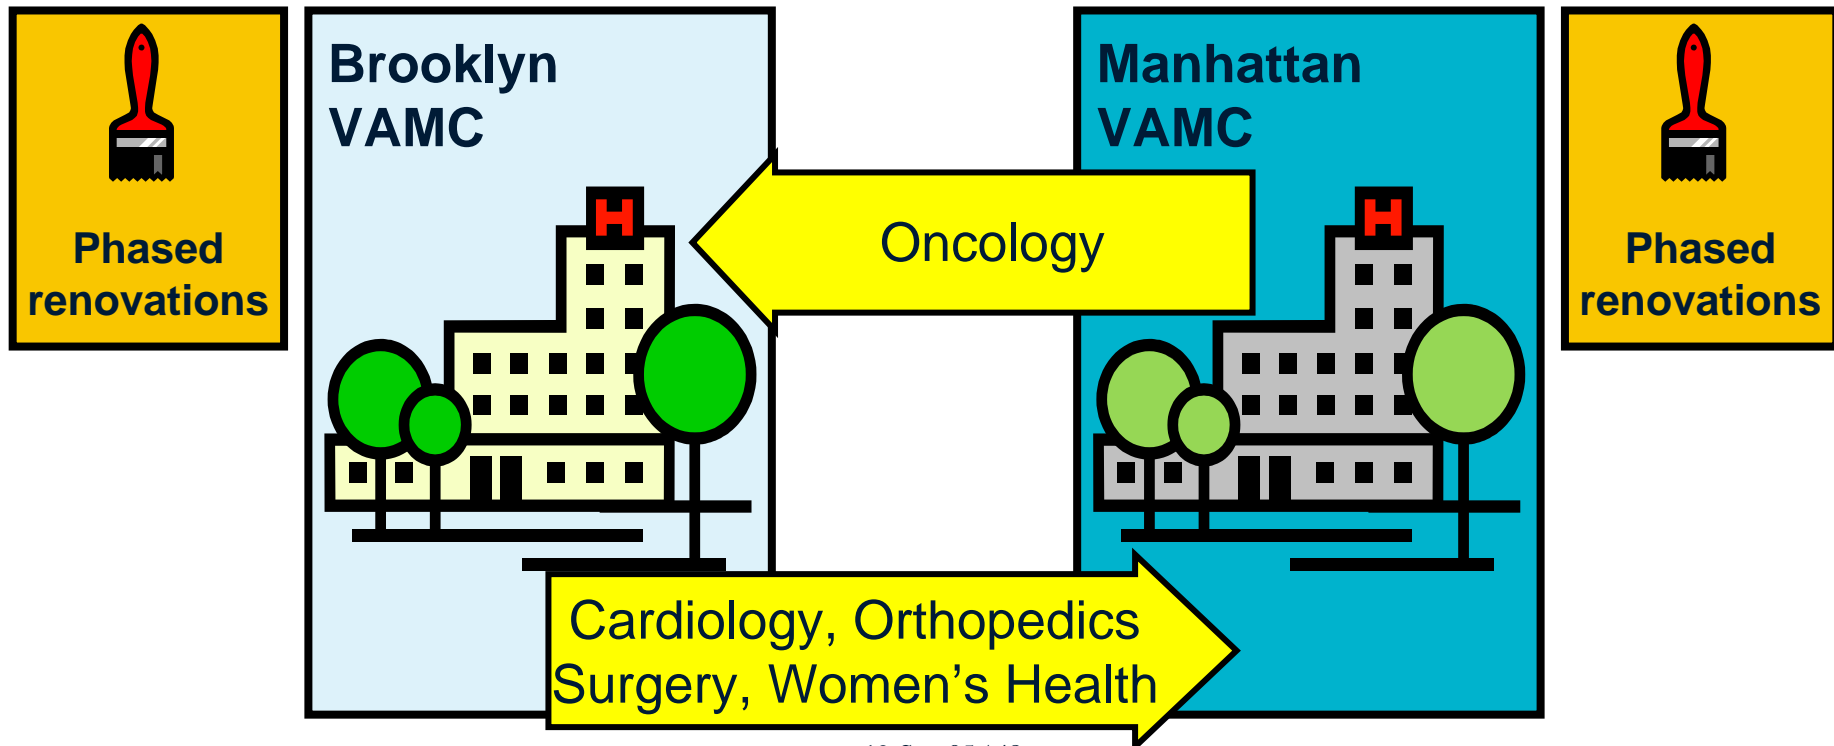 Phased
renovations
Brooklyn
VAMC
H
Oncology
Manhattan
VAMC
H
Phased
renovations
Cardiology, Orthopedics
Surgery, Women’s Health